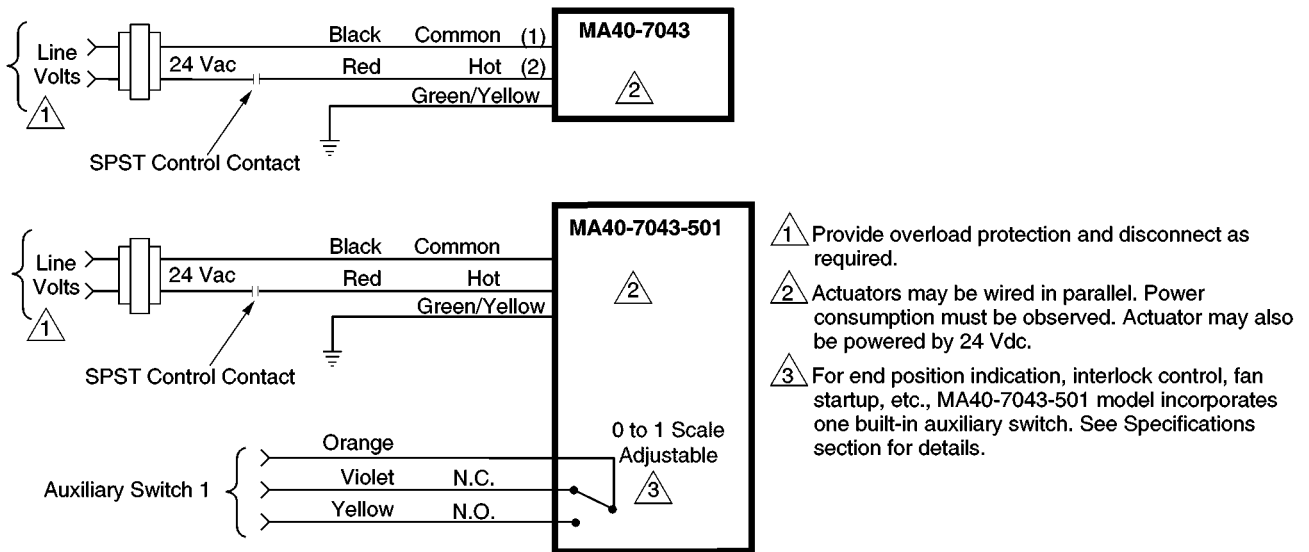 Line
Volts
1
24 Vac
Black Common (1)
Red Hot (2)
Green/Yellow
SPST Control Contact
MA40-7043
2
Line
Volts
1
24 Vac
Black Common
Red Hot
Green/Yellow
SPST Control Contact
MA40-7043-501
2
0 to 1 Scale
Adjustable
3
Auxiliary Switch 1
Orange
Violet N.C.
Yellow N.O.
1 Provide overload protection and disconnect as
required.
2 Actuators may be wired in parallel. Power
consumption must be observed. Actuator may also
be powered by 24 Vdc.
3 For end position indication, interlock control, fan
startup, etc., MA40-7043-501 model incorporates
one built-in auxiliary switch. See Specifications
section for details.